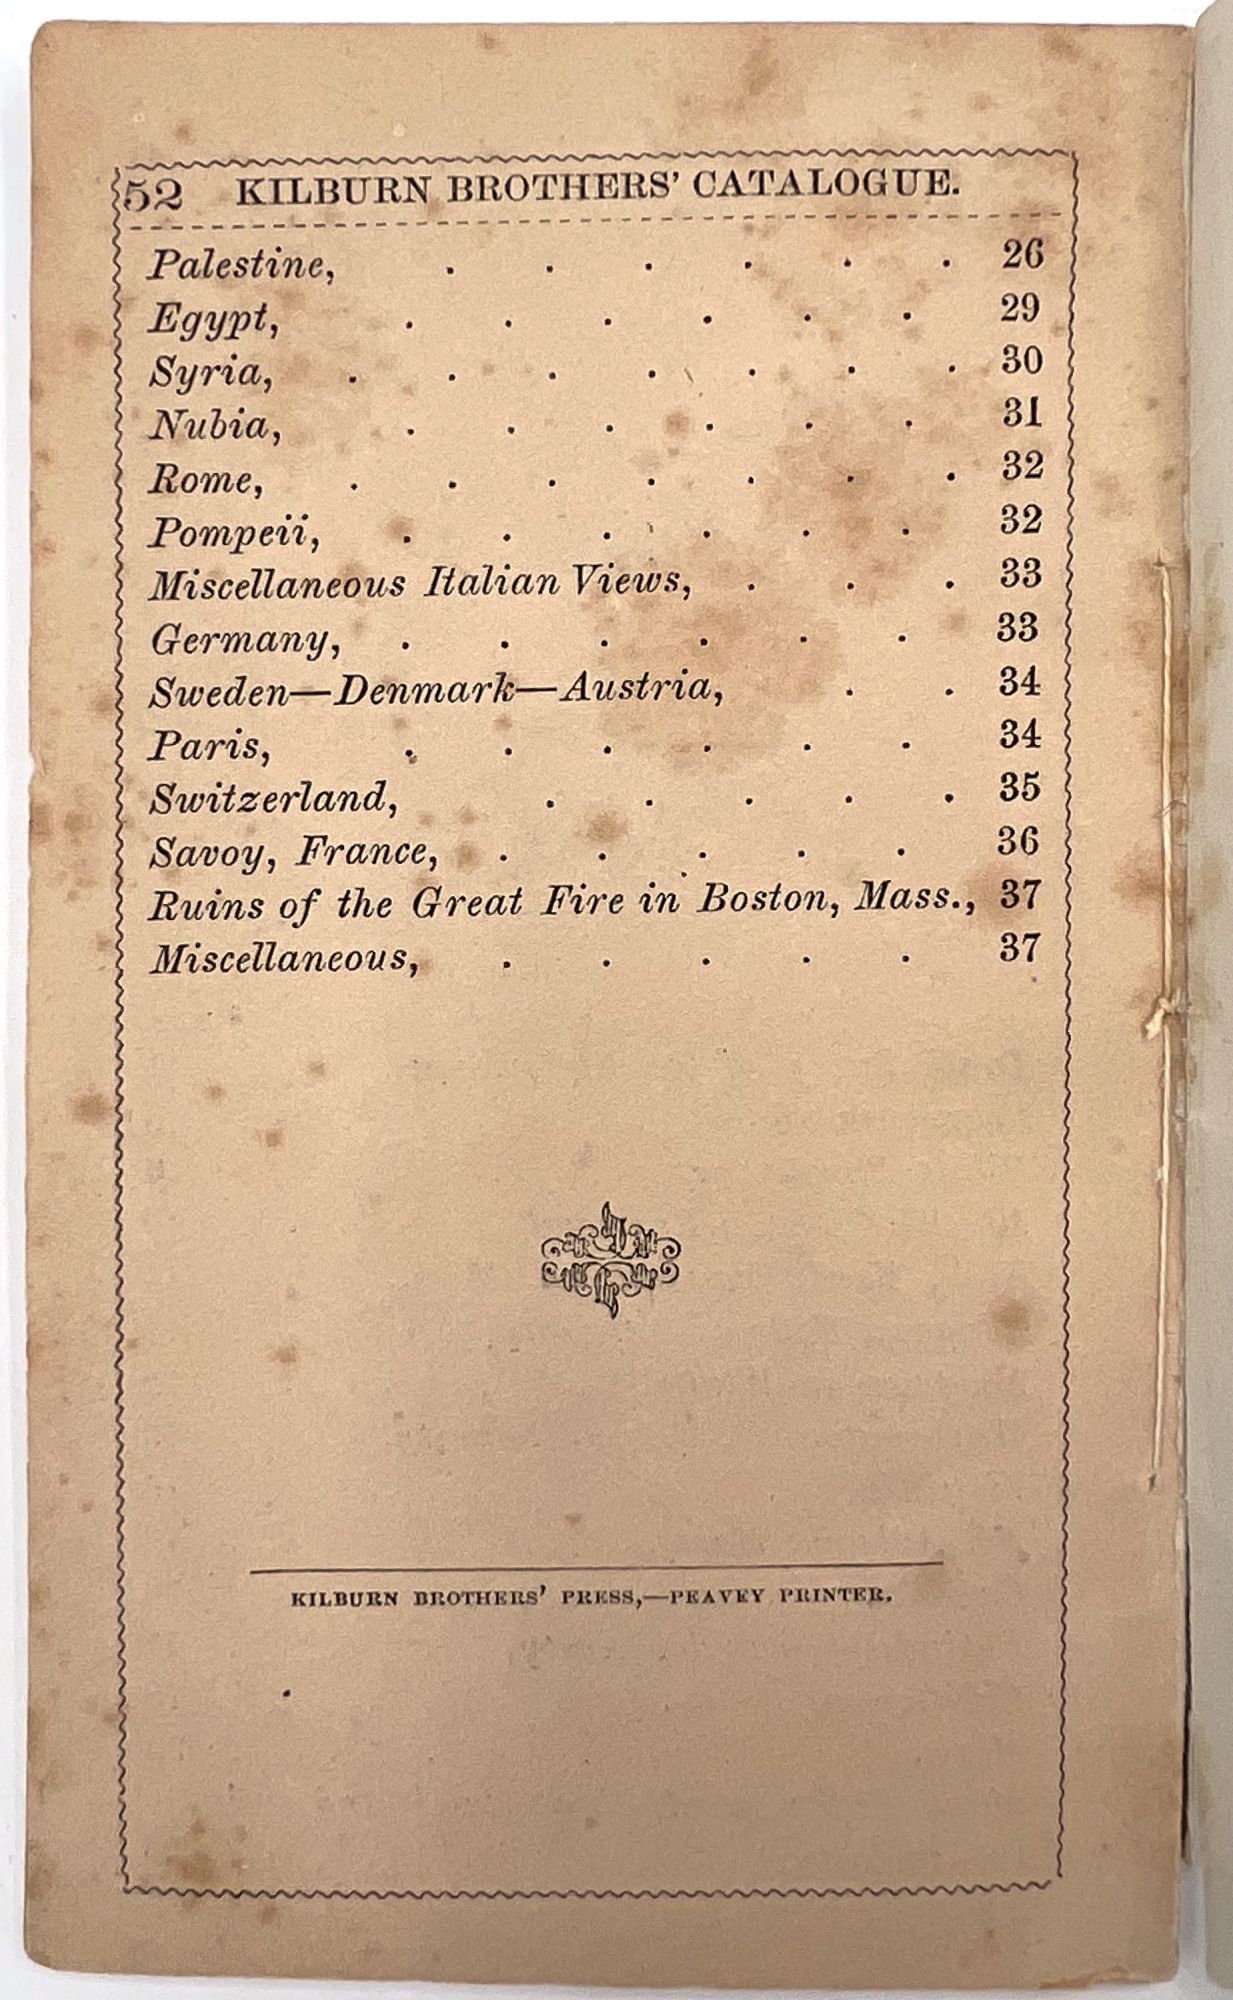 52 KILBURN BROTHERS' CATALOGUE.
Palestine, . . . . . . 26
Egypt, . . . . . . 29
Syria, . . . . . . . 30
Nubia, . . . . . . 31
Rome, . . . . . . . 32
Pompeii, . . . . . . 32
Miscellaneous Italian Views, . . . 33
Germany, . . . . . . 33
Sweden—Denmark—Austria, . . 34
Paris, . . . . . . 34
Switzerland, . . . . . 35
Savoy, France, . . . . . 36
Ruins of the Great Fire in Boston, Mass., 37
Miscellaneous, . . . . . 37
KILBURN BROTHERS' PRESS,—PEAVEY PRINTER.